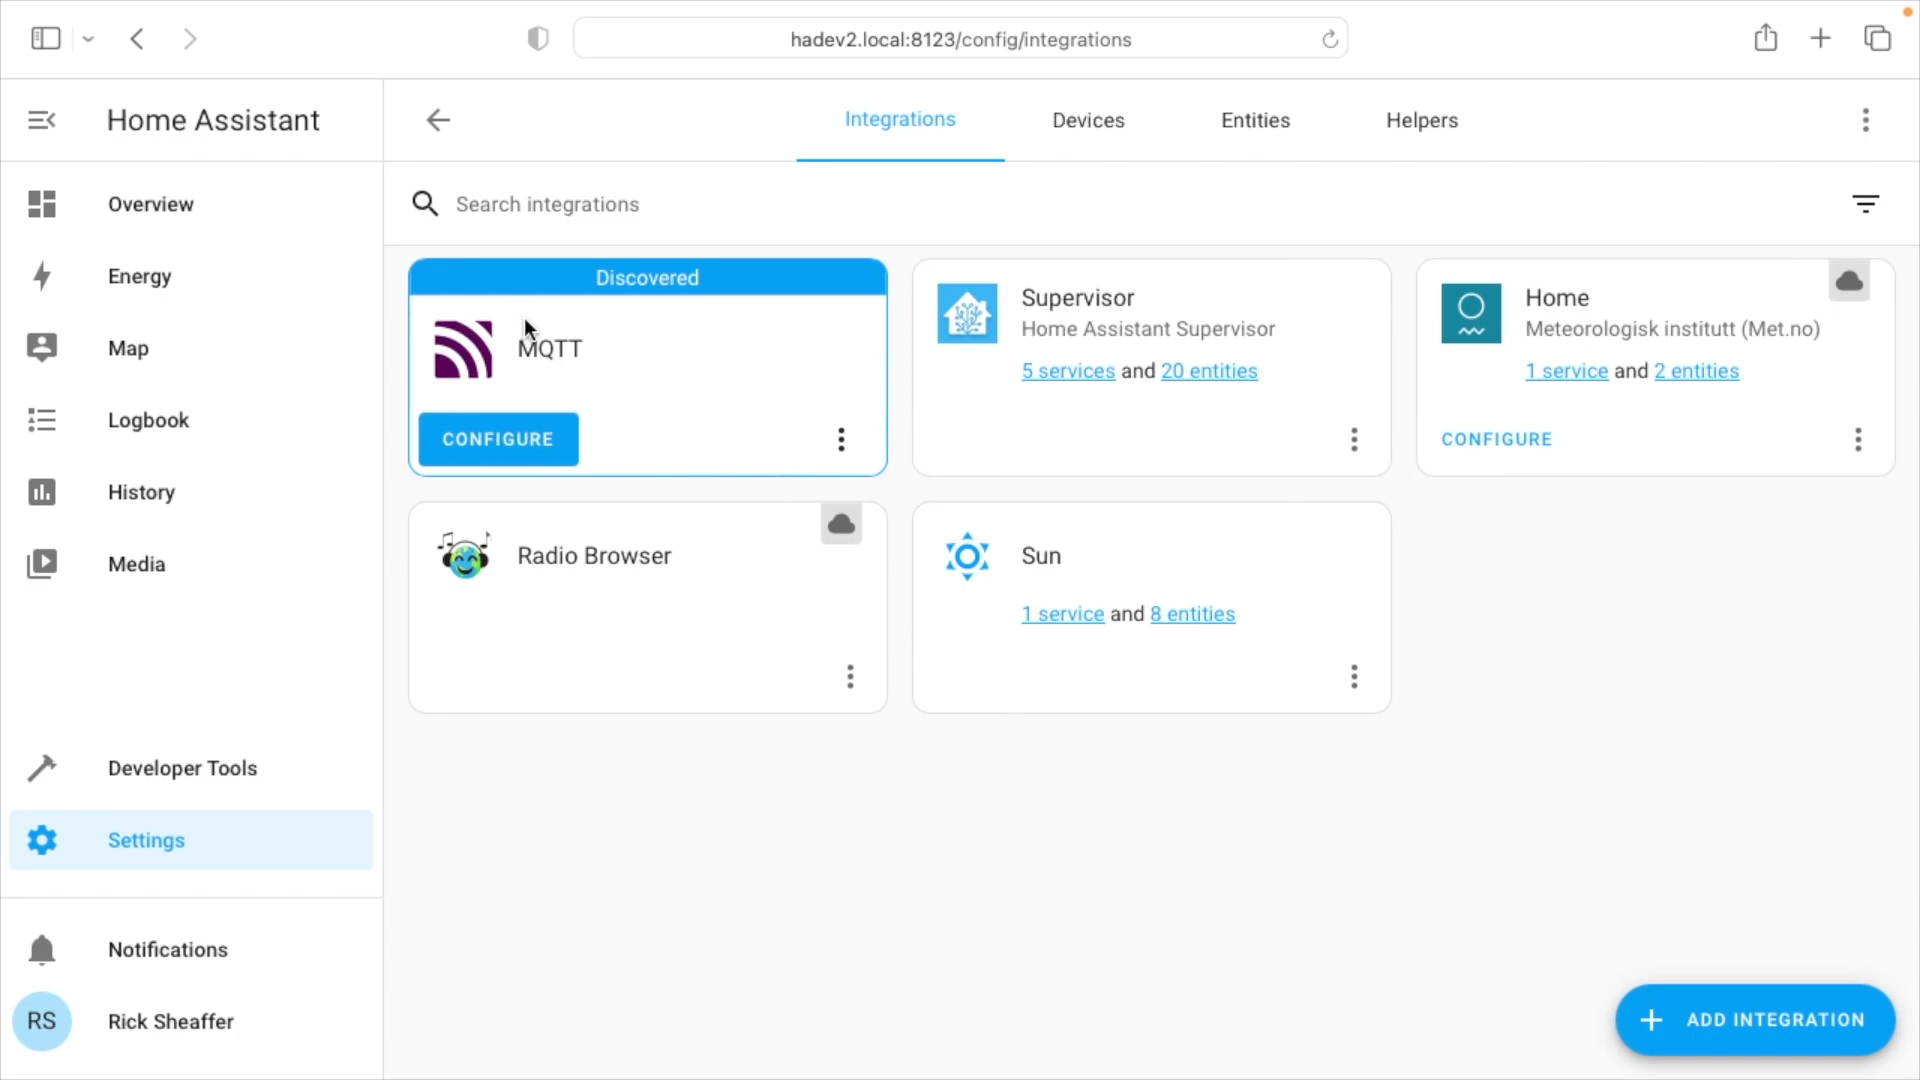 hadev2.local:8123/config/integrations
Home Assistant
Integrations
Devices
Entities
Helpers
Overview
Energy
Map
Logbook
History
Media
Developer Tools
Settings
Notifications
RS
Rick Sheaffer
Search integrations
Discovered
MQTT
CONFIGURE
Supervisor
Home Assistant Supervisor
5 services and 20 entities
Home
Meteorologisk institutt (Met.no)
1 service and 2 entities
CONFIGURE
Radio Browser
Sun
1 service and 8 entities
ADD INTEGRATION